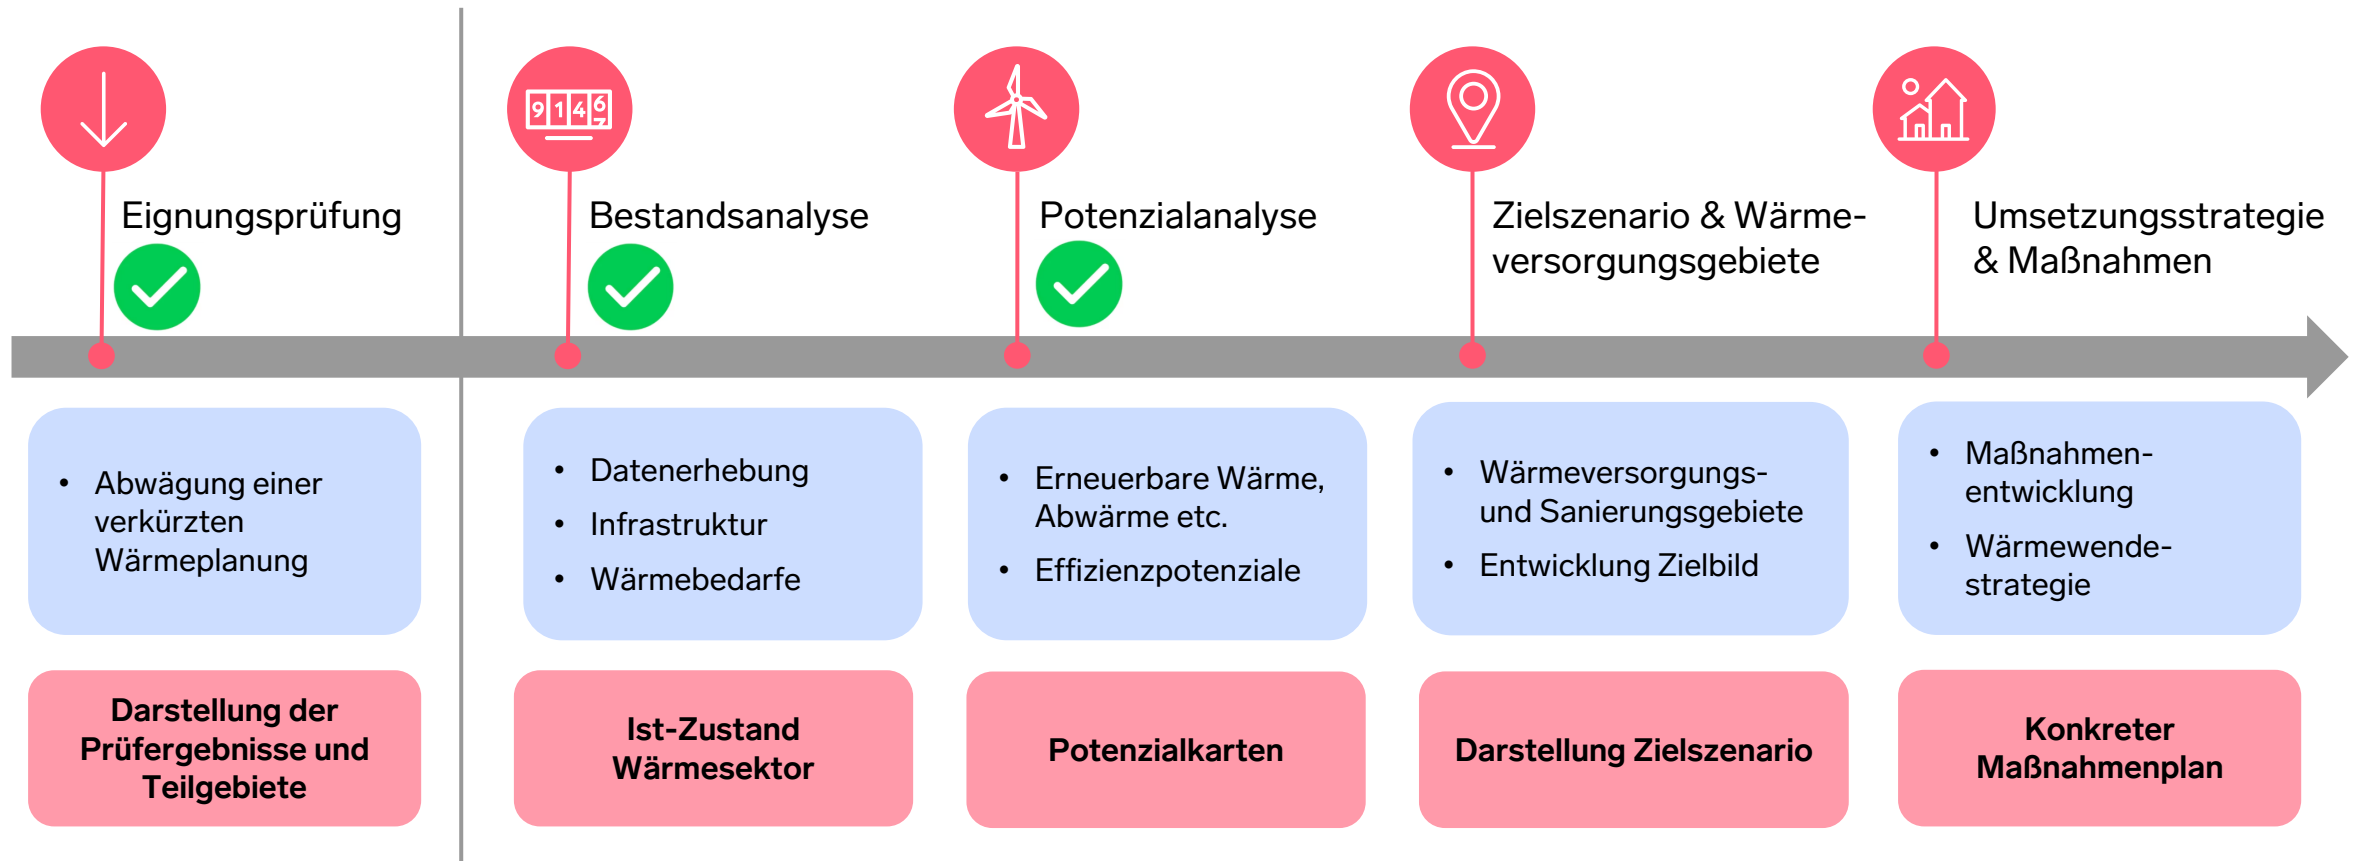 9146
7
Eignungsprüfung
Bestandsanalyse
Potenzialanalyse
Zielszenario & Wärme-
versorgungsgebiete
Umsetzungsstrategie
& Maßnahmen
• Abwägung einer
verkürzten
Wärmeplanung
• Datenerhebung
• Infrastruktur
• Wärmebedarfe
• Erneuerbare Wärme,
Abwärme etc.
• Effizienzpotenziale
• Wärmeversorgungs-
und Sanierungsgebiete
• Entwicklung Zielbild
• Maßnahmen-
entwicklung
• Wärmewende-
strategie
Darstellung der
Prüfergebnisse und
Teilgebiete
Ist-Zustand
Wärmesektor
Potenzialkarten
Darstellung Zielszenario
Konkreter
Maßnahmenplan